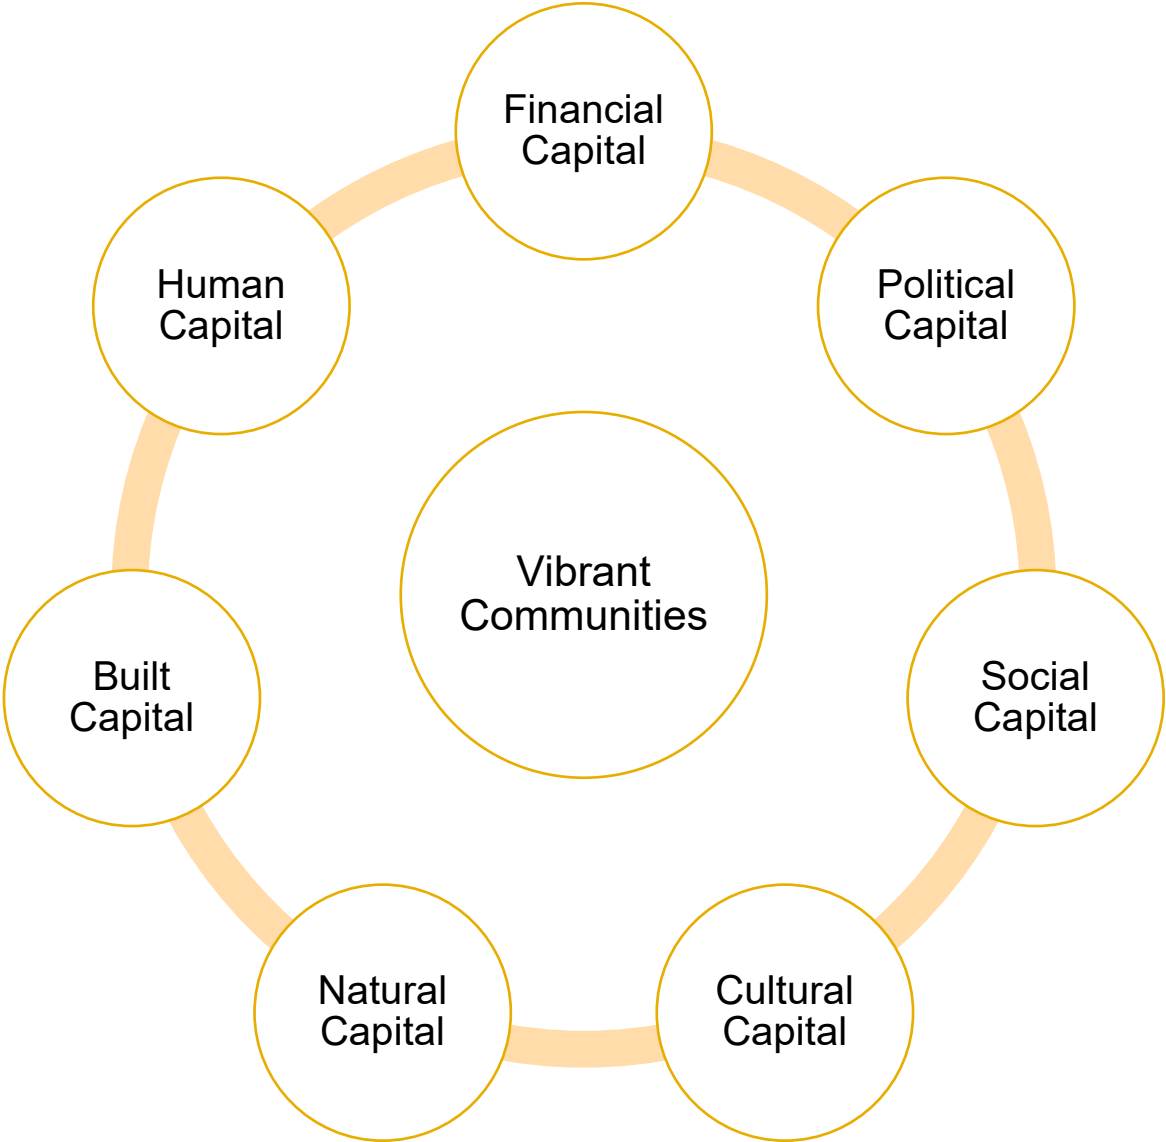 Financial
Capital
Political
Capital
Social
Capital
Cultural
Capital
Natural
Capital
Built
Capital
Human
Capital
Vibrant
Communities